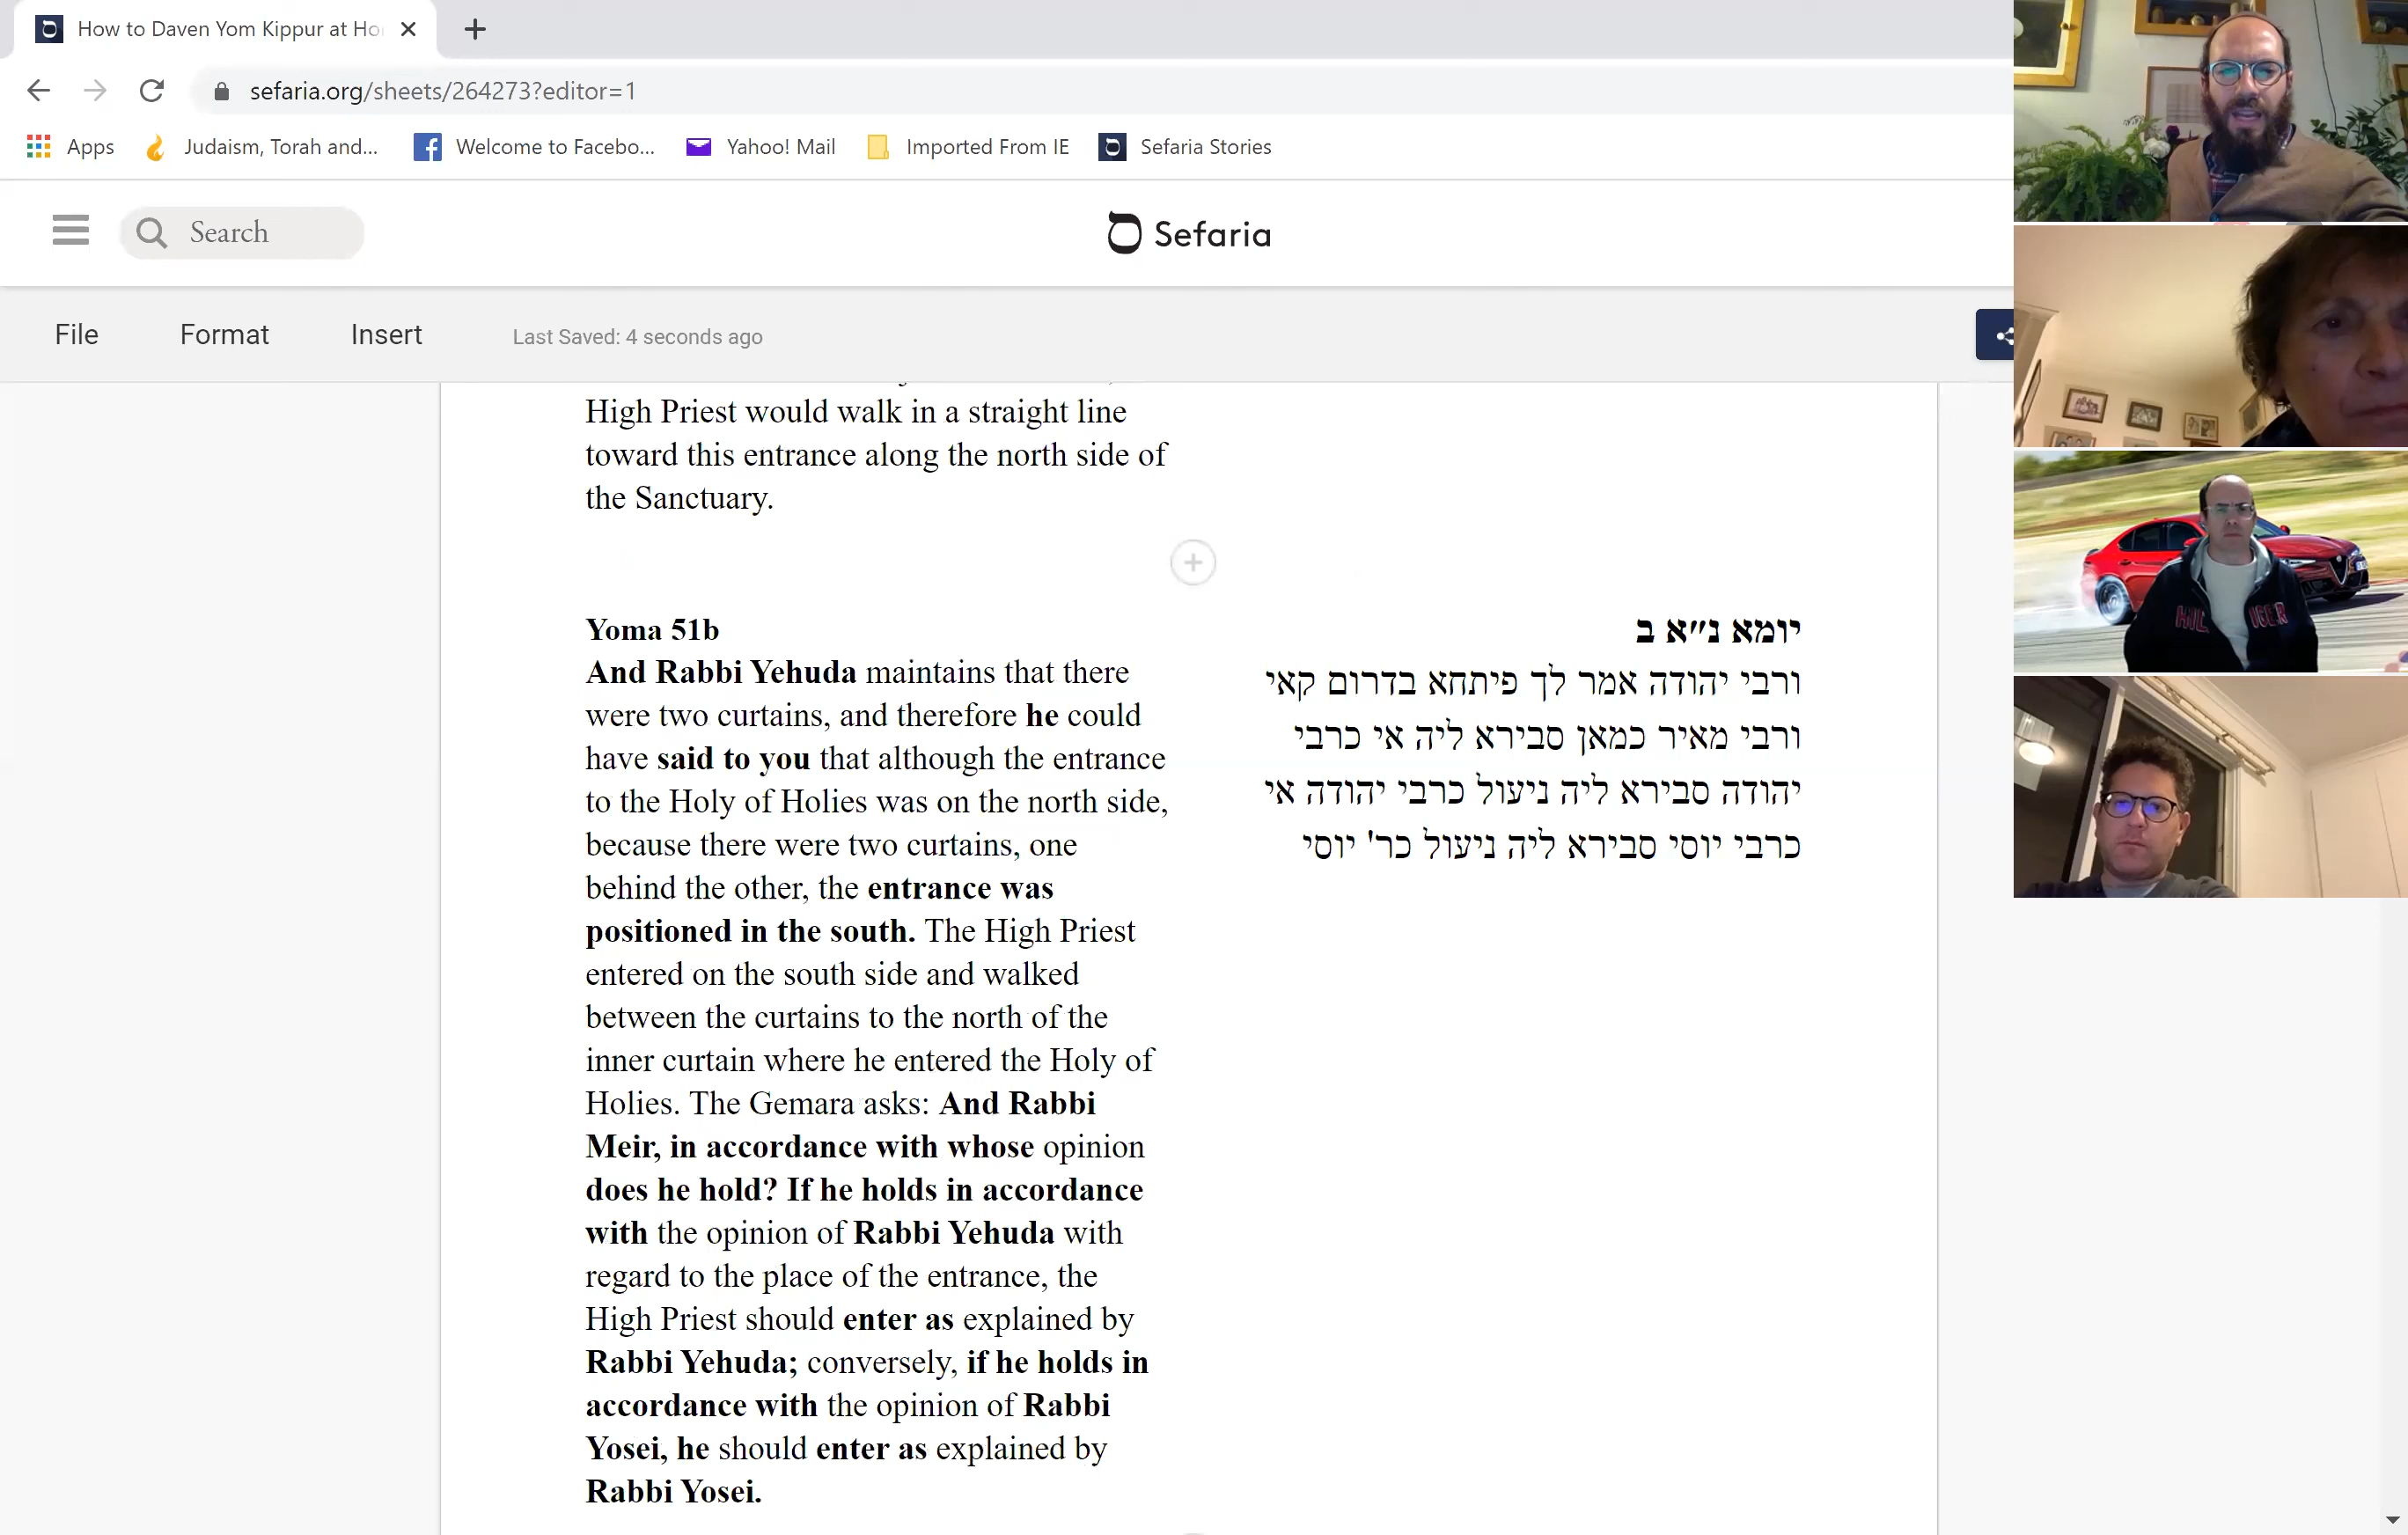 How to Daven Yom Kippur at Ho
sefaria.org/sheets/264273?editor=1
Apps
Judaism, Torah and...
Welcome to Facebo...
Yahoo! Mail
Imported From IE
Sefaria Stories
Search
Sefaria
File
Format
Insert
Last Saved: 4 seconds ago
High Priest would walk in a straight line
toward this entrance along the north side of
the Sanctuary.
Yoma 51b
And Rabbi Yehuda maintains that there
were two curtains, and therefore he could
have said to you that although the entrance
to the Holy of Holies was on the north side,
because there were two curtains, one
behind the other, the entrance was
positioned in the south. The High Priest
entered on the south side and walked
between the curtains to the north of the
inner curtain where he entered the Holy of
Holies. The Gemara asks: And Rabbi
Meir, in accordance with whose opinion
does he hold? If he holds in accordance
with the opinion of Rabbi Yehuda with
regard to the place of the entrance, the
High Priest should enter as explained by
Rabbi Yehuda; conversely, if he holds in
accordance with the opinion of Rabbi
Yosei, he should enter as explained by
Rabbi Yosei.
יומא נ״א ב
ורבי יהודה אמר לך פיתחא בדרום קאי
ורבי מאיר כמאן סבירא ליה אי כרבי
יהודה סבירא ליה ניעול כרבי יהודה אי
כרבי יוסי סבירא ליה ניעול כר' יוסי
HIL IGER